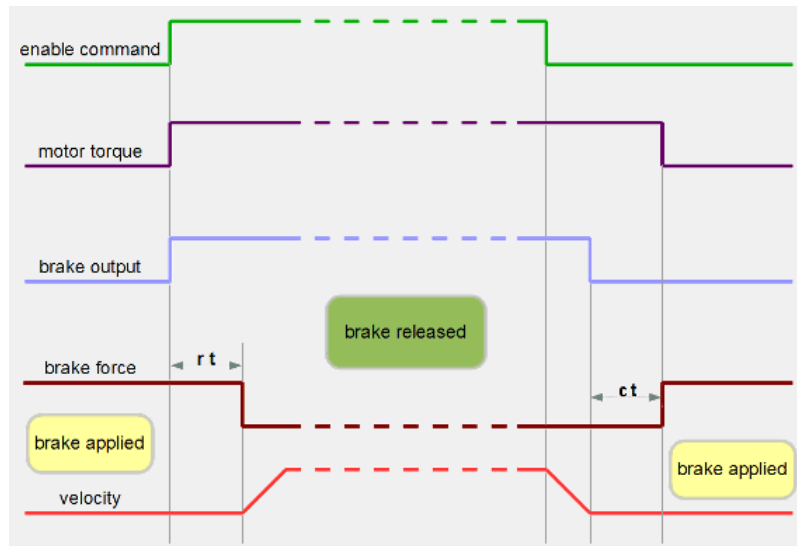 enable command
motor torque
brake output
brake released
brake force
r t
c t
brake applied
brake applied
velocity